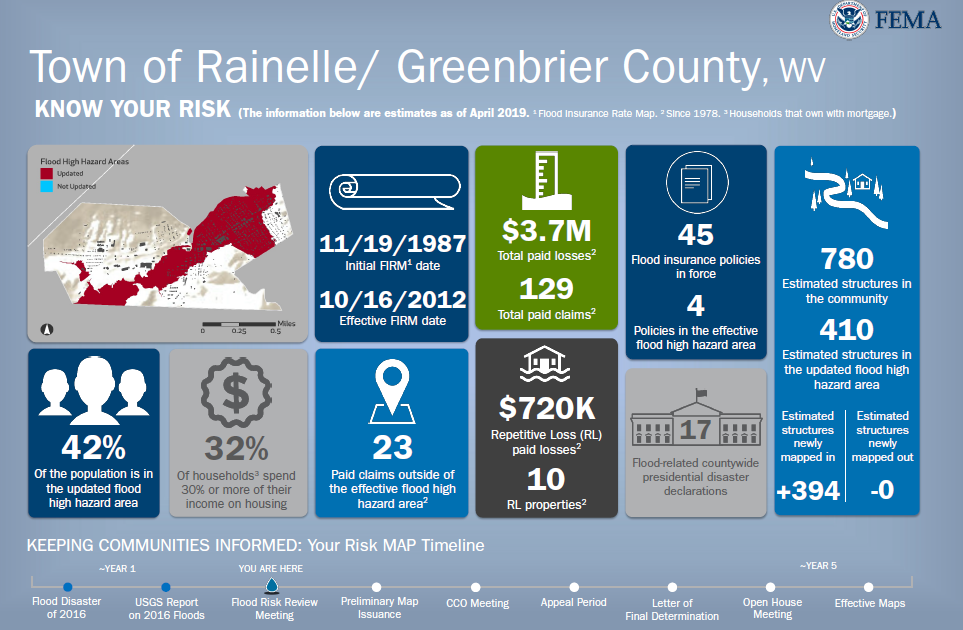 FEMA
Town of Rainelle/ Greenbrier County, WV
KNOW YOUR RISK (The information below are estimates as of April 2019. ¹ Flood Insurance Rate Map. ² Since 1978. ³ Households that own with mortgage.)
Flood High Hazard Areas
Updated
Not Updated
Miles
0 0.25 0.5
11/19/1987
Initial FIRM¹ date
10/16/2012
Effective FIRM date
$3.7M
Total paid losses²
129
Total paid claims²
45
Flood insurance policies
in force
4
Policies in the effective
flood high hazard area
780
Estimated structures in
the community
410
Estimated structures in
the updated flood high
hazard area
Estimated
structures
newly
mapped in
+394
Estimated
structures
newly
mapped out
-0
42%
Of the population is in
the updated flood
high hazard area
$
32%
Of households³ spend
30% or more of their
income on housing
23
Paid claims outside of
the effective flood high
hazard area²
$720K
Repetitive Loss (RL)
paid losses²
10
RL properties²
17
Flood-related countywide
presidential disaster
declarations
KEEPING COMMUNITIES INFORMED: Your Risk MAP Timeline
~YEAR 1
YOU ARE HERE
~YEAR 5
Flood Disaster
of 2016
USGS Report
on 2016 Floods
Flood Risk Review
Meeting
Preliminary Map
Issuance
CCO Meeting
Appeal Period
Letter of
Final Determination
Open House
Meeting
Effective Maps